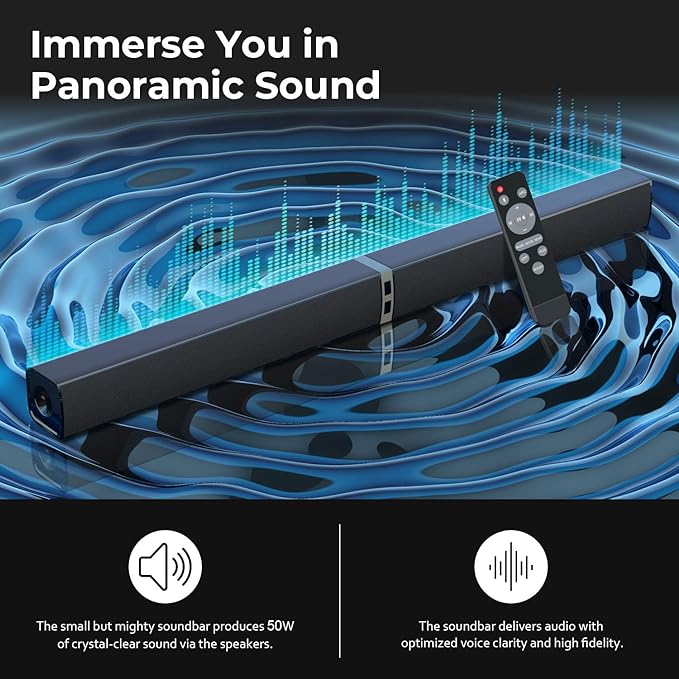 Immerse You in
Panoramic Sound
The small but mighty soundbar produces 50W
of crystal-clear sound via the speakers.
The soundbar delivers audio with
optimized voice clarity and high fidelity.